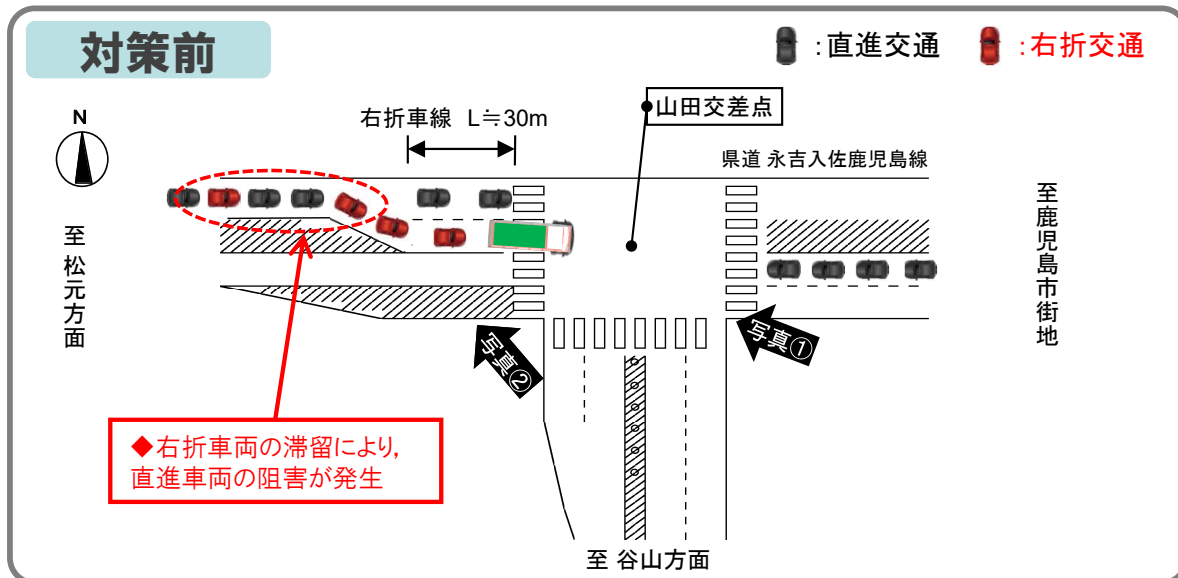 対策前
:直進交通
:右折交通
N
右折車線 L≒30m
山田交差点
県道 永吉入佐鹿児島線
至 松元方面
至鹿児島市街地
写真①
写真②
◆右折車両の滞留により,
直進車両の阻害が発生
至 谷山方面